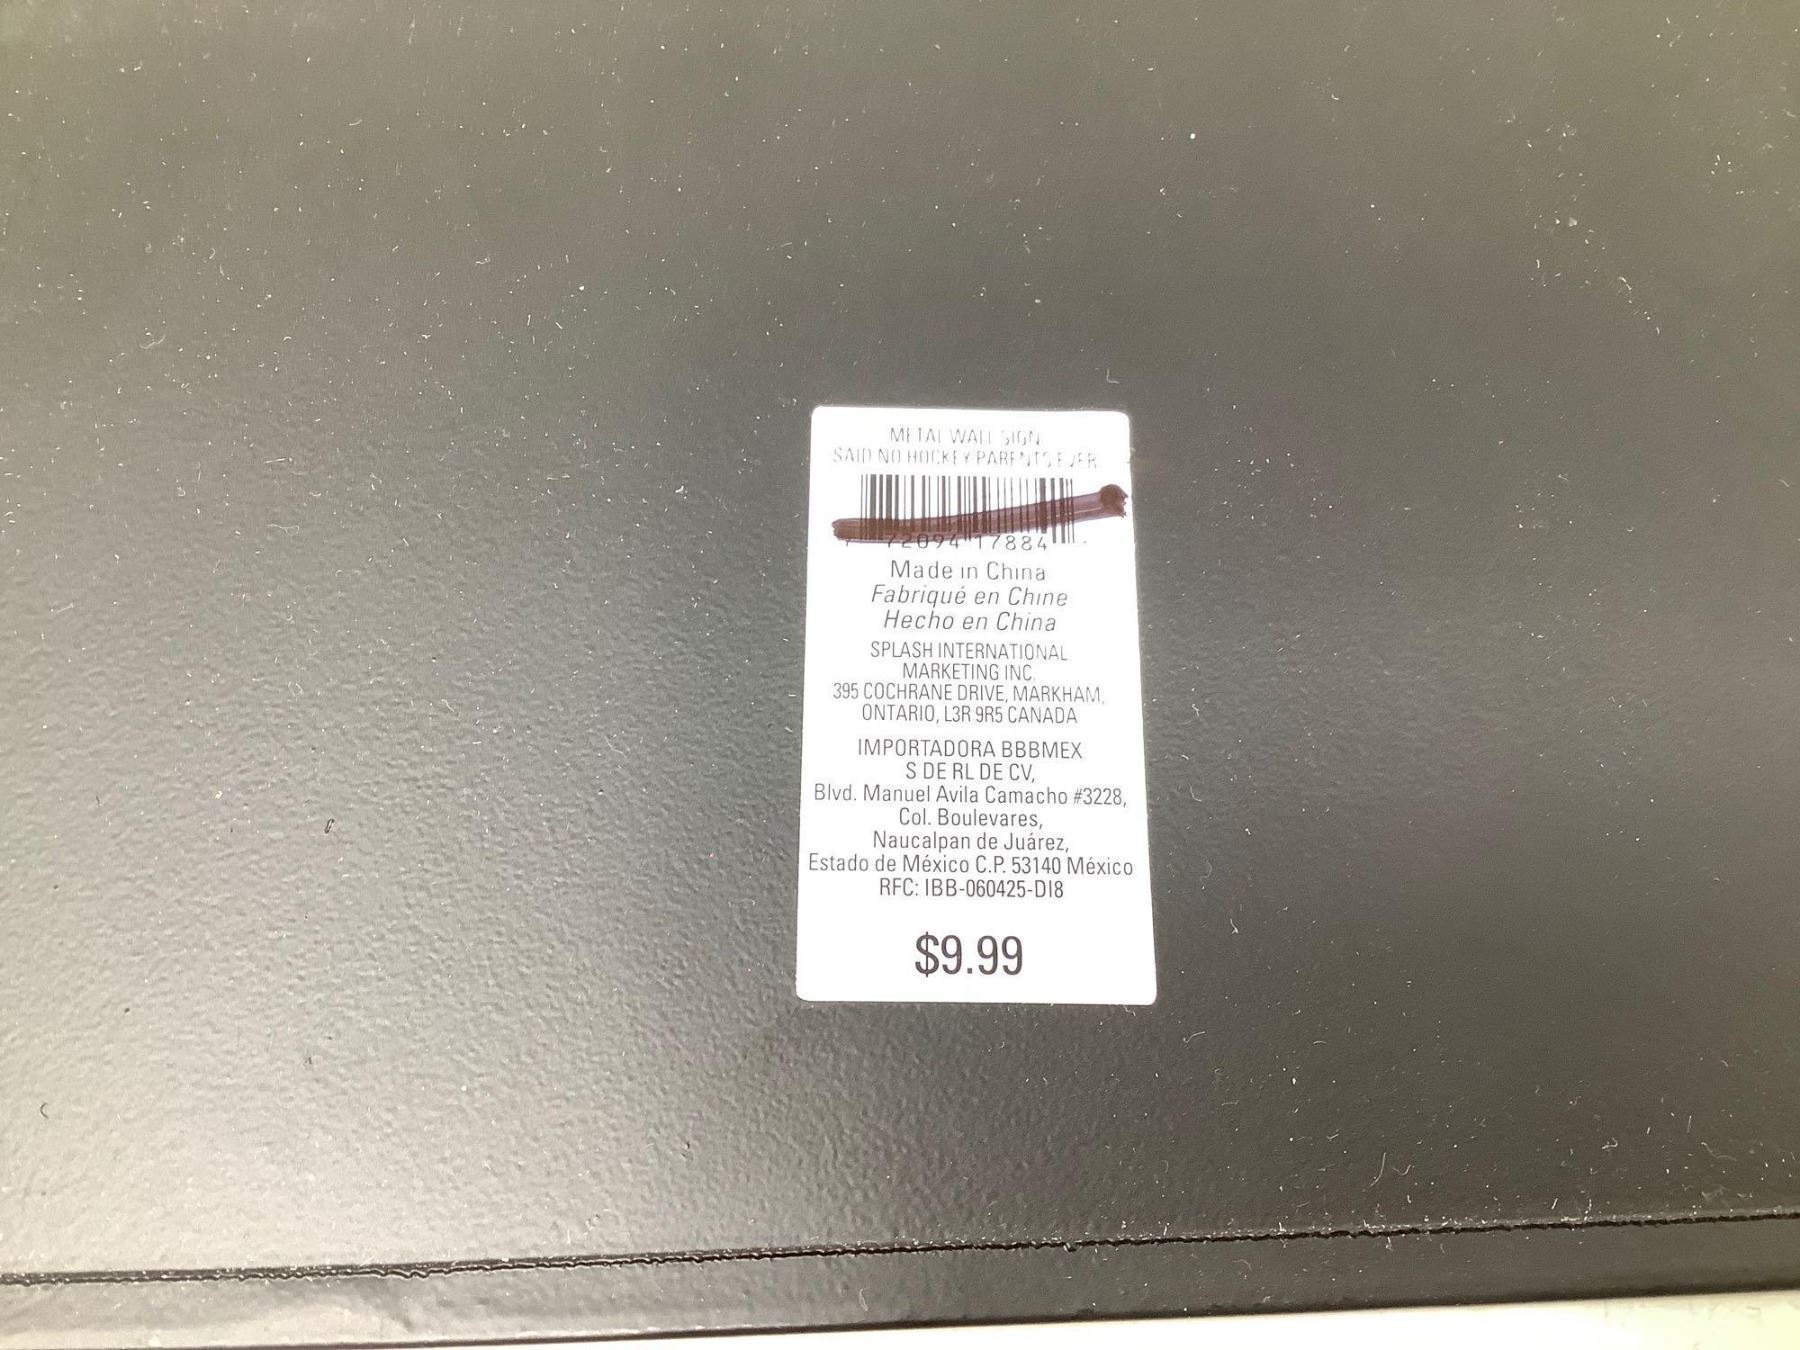 METAL WALL SIGN
SAID NO HOCKEY PARENTS EVER
72094 17884
Made in China
Fabriqué en Chine
Hecho en China
SPLASH INTERNATIONAL
MARKETING INC.
395 COCHRANE DRIVE, MARKHAM,
ONTARIO, L3R 9R5 CANADA
IMPORTADORA BBBMEX
S DE RL DE CV,
Blvd. Manuel Avila Camacho #3228,
Col. Boulevares,
Naucalpan de Juárez,
Estado de México C.P. 53140 México
RFC: IBB-060425-DI8
$9.99